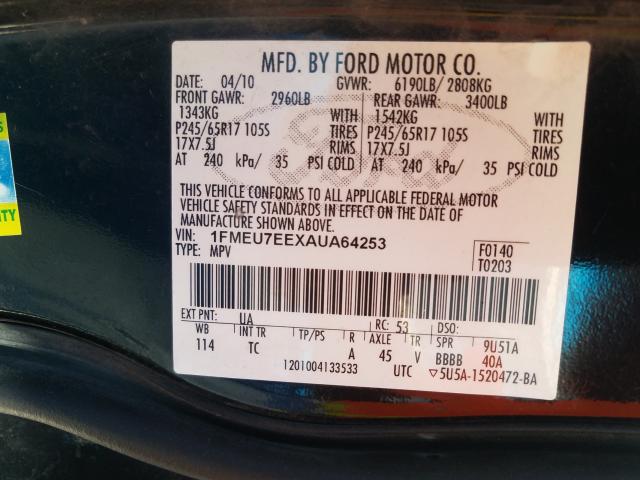 MFD. BY FORD MOTOR CO.
DATE: 04/10 GVWR: 6190LB/ 2808KG
FRONT GAWR: 2960LB REAR GAWR: 3400LB
1343KG WITH 1542KG WITH
P245/65R17 105S TIRES P245/65R17 105S TIRES
17X7.5J RIMS 17X7.5J RIMS
AT 240 kPa/ 35 PSI COLD AT 240 kPa/ 35 PSI COLD
THIS VEHICLE CONFORMS TO ALL APPLICABLE FEDERAL MOTOR
VEHICLE SAFETY STANDARDS IN EFFECT ON THE DATE OF
MANUFACTURE SHOWN ABOVE.
VIN: 1FMEU7EEXAUA64253 F0140
TYPE: MPV T0203
EXT PNT: UA RC: 53 DSO:
WB INT TR TP/PS R AXLE TR SPR 9U51A
114 TC A 45 V BBBB 40A
1201004133533 UTC ▽5U5A-1520472-BA